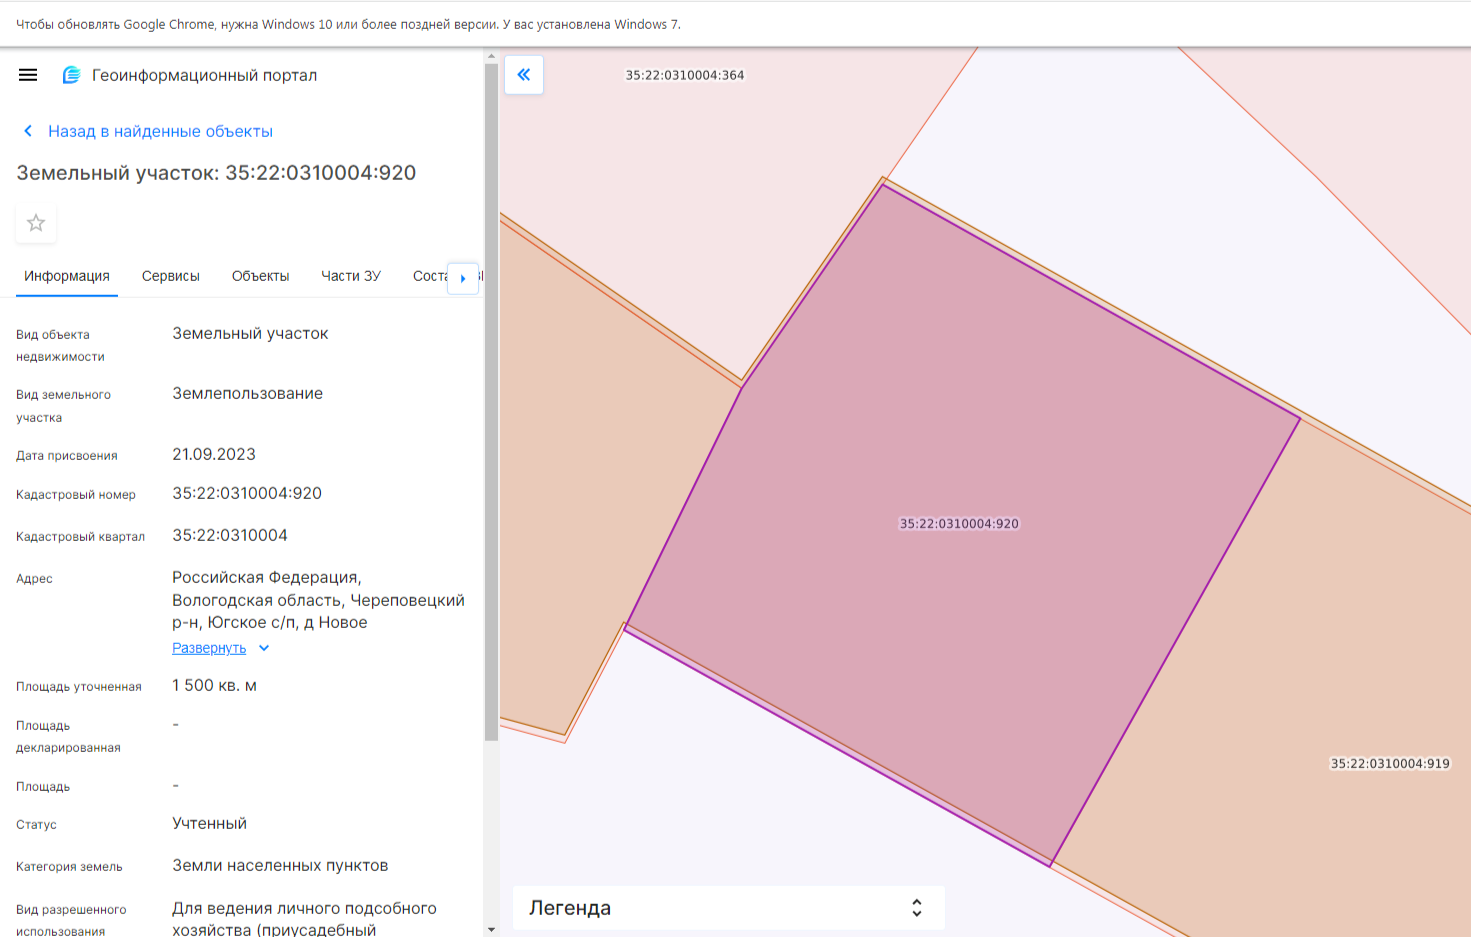 Чтобы обновлять Google Chrome, нужна Windows 10 или более поздней версии. У вас установлена Windows 7.
Геоинформационный портал
Назад в найденные объекты
Земельный участок: 35:22:0310004:920
Информация Сервисы Объекты Части ЗУ
Вид объекта недвижимости
Земельный участок
Вид земельного участка
Землепользование
Дата присвоения
21.09.2023
Кадастровый номер
35:22:0310004:920
Кадастровый квартал
35:22:0310004
Адрес
Российская Федерация,
Вологодская область, Череповецкий
р-н, Югское с/п, д Новое
Развернуть
Площадь уточненная
1 500 кв. м
Площадь декларированная
-
Площадь
-
Статус
Учтенный
Категория земель
Земли населенных пунктов
Вид разрешенного использования
Для ведения личного подсобного
хозяйства (приусадебный
35:22:0310004:364
35:22:0310004:920
35:22:0310004:919
Легенда